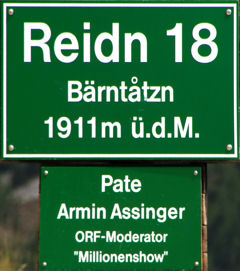 Reidn 18
Bärntåtzn
1911m ü.d.M.
Pate
Armin Assinger
ORF-Moderator
"Millionenshow"